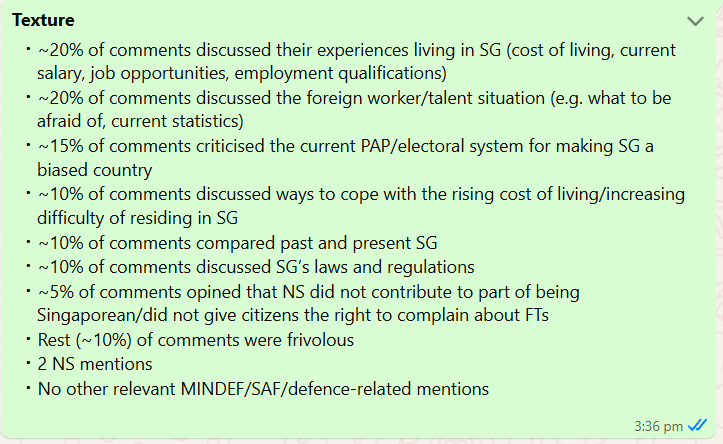 Texture
• ~20% of comments discussed their experiences living in SG (cost of living, current
salary, job opportunities, employment qualifications)
• ~20% of comments discussed the foreign worker/talent situation (e.g. what to be
afraid of, current statistics)
• ~15% of comments criticised the current PAP/electoral system for making SG a
biased country
• ~10% of comments discussed ways to cope with the rising cost of living/increasing
difficulty of residing in SG
• ~10% of comments compared past and present SG
• ~10% of comments discussed SG’s laws and regulations
• ~5% of comments opined that NS did not contribute to part of being
Singaporean/did not give citizens the right to complain about FTs
• Rest (~10%) of comments were frivolous
• 2 NS mentions
• No other relevant MINDEF/SAF/defence-related mentions
3:36 pm